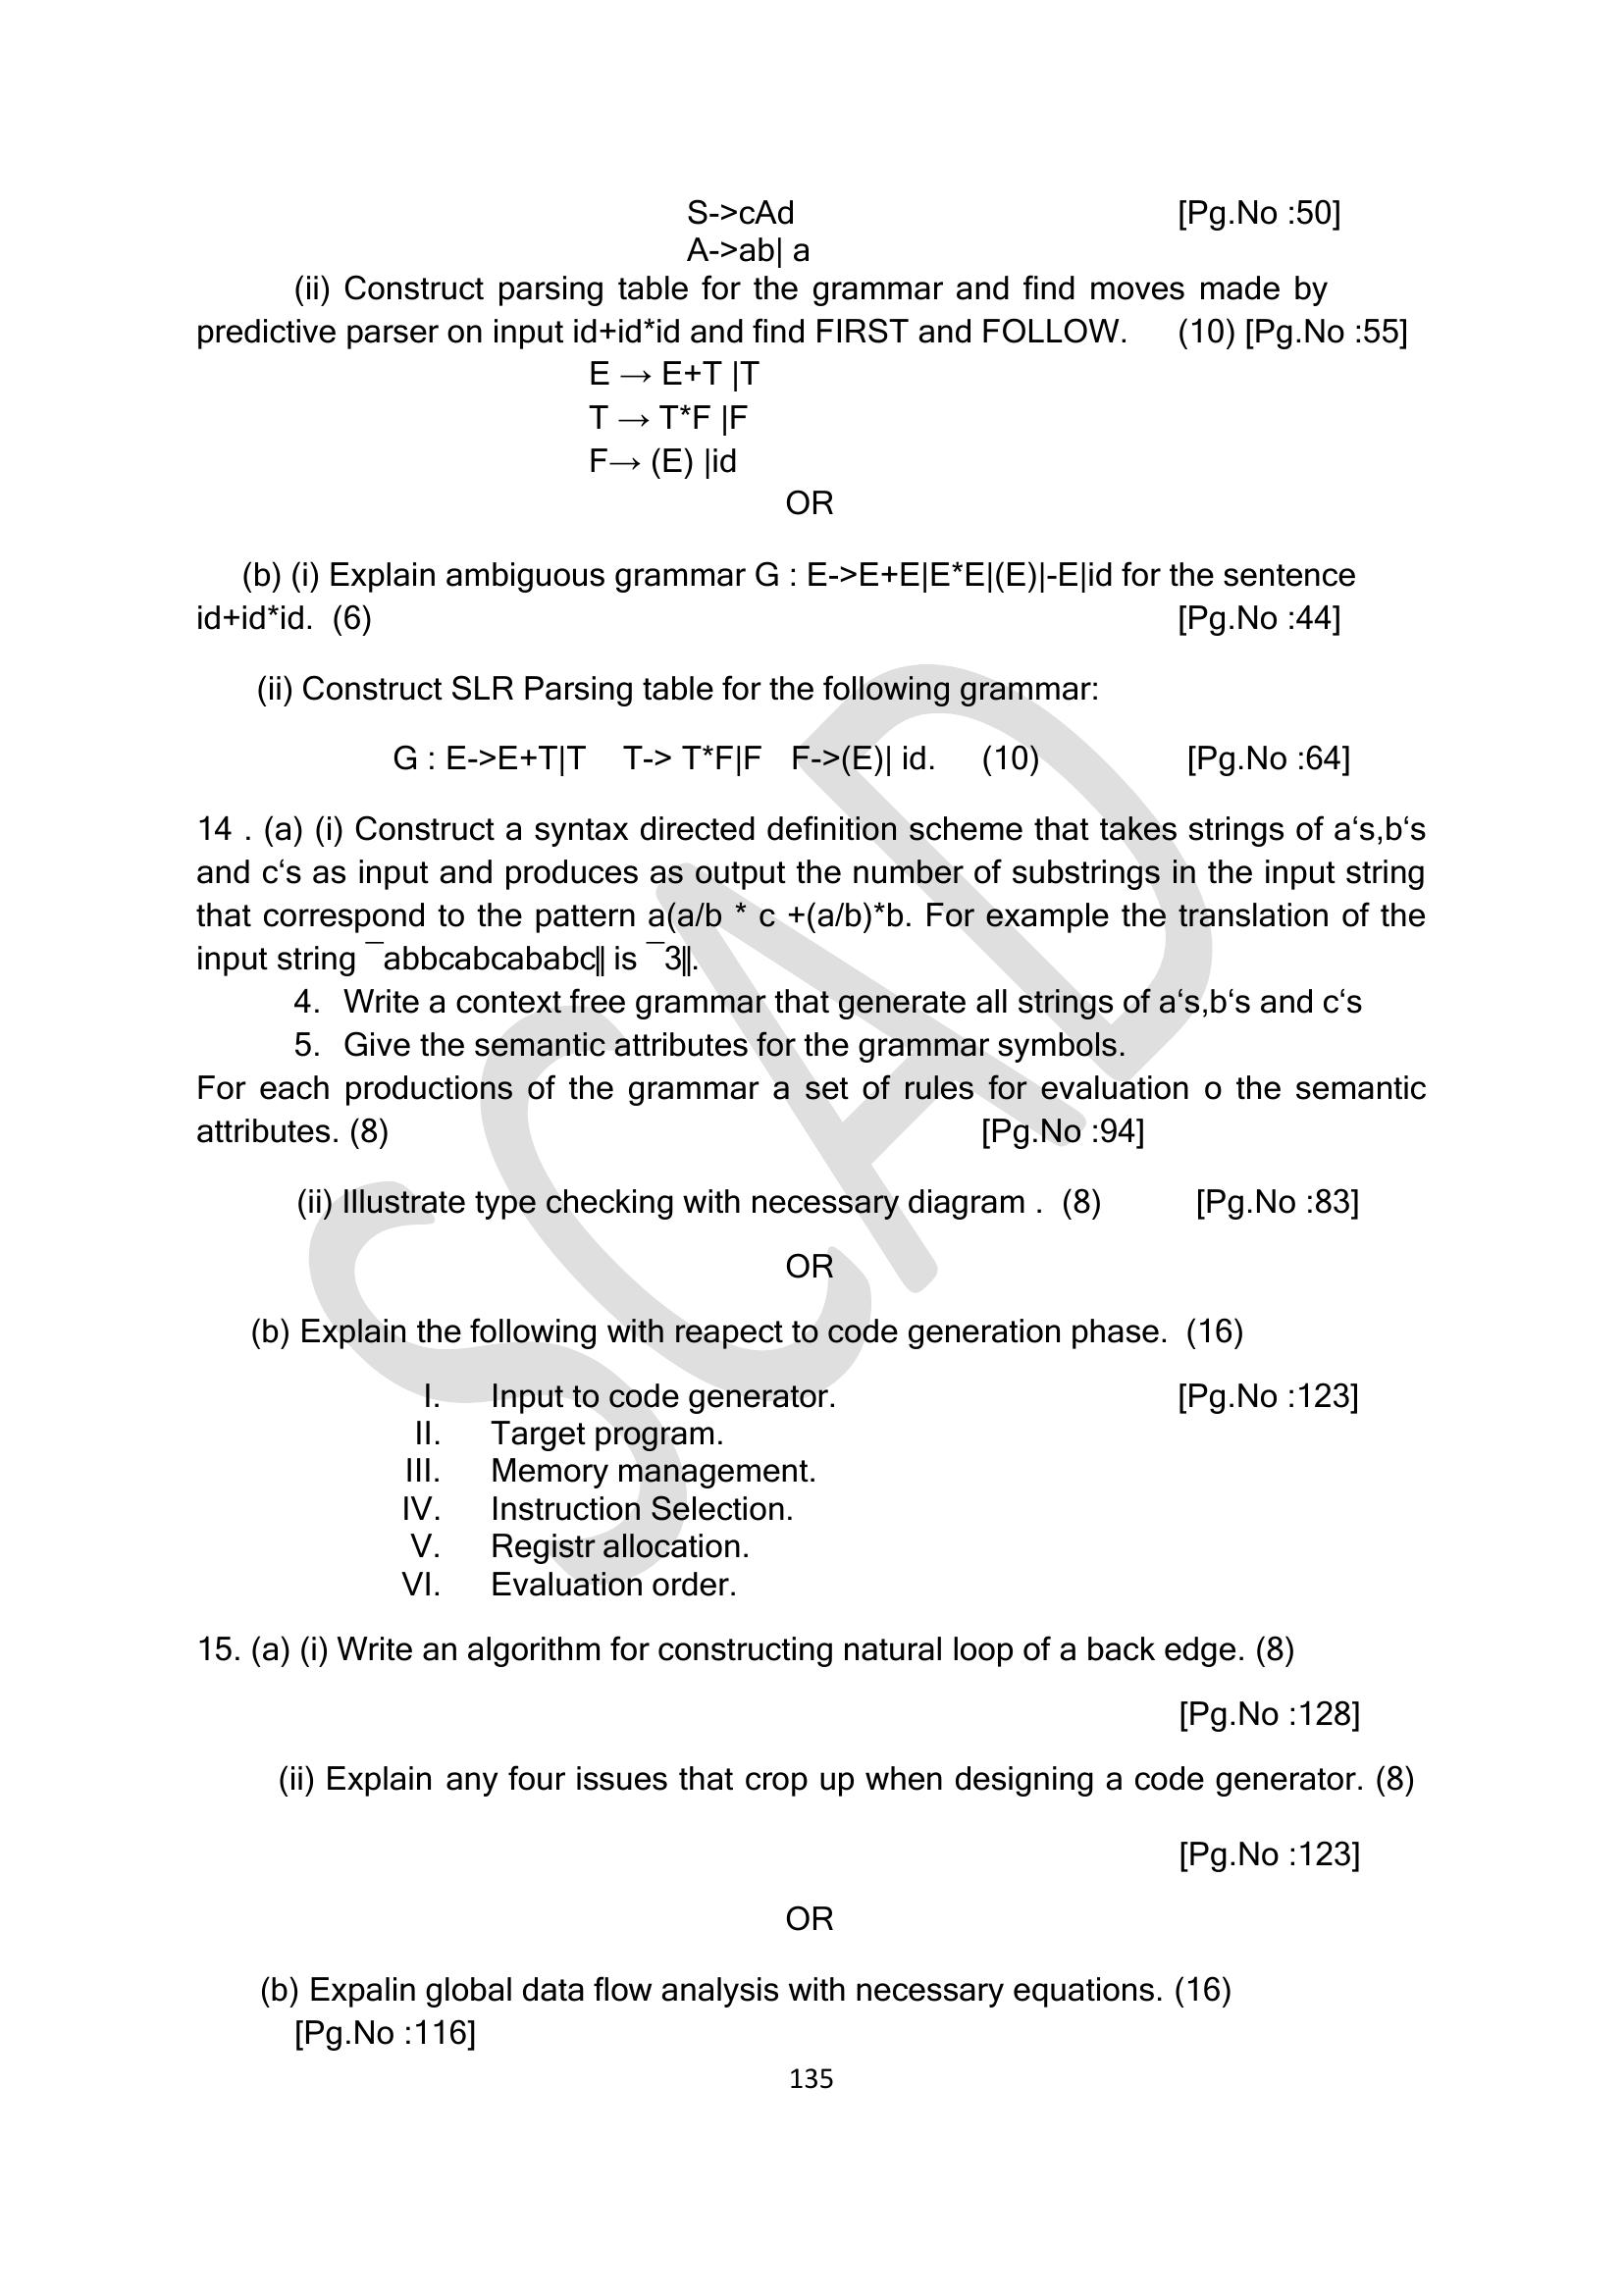 S->cAd [Pg.No :50]
A->ab| a
(ii) Construct parsing table for the grammar and find moves made by
predictive parser on input id+id*id and find FIRST and FOLLOW. (10) [Pg.No :55]
E → E+T |T
T → T*F |F
F→ (E) |id
OR
(b) (i) Explain ambiguous grammar G : E->E+E|E*E|(E)|-E|id for the sentence
id+id*id. (6) [Pg.No :44]
(ii) Construct SLR Parsing table for the following grammar:
G : E->E+T|T T-> T*F|F F->(E)| id. (10) [Pg.No :64]
14 . (a) (i) Construct a syntax directed definition scheme that takes strings of a‘s,b‘s
and c‘s as input and produces as output the number of substrings in the input string
that correspond to the pattern a(a/b * c +(a/b)*b. For example the translation of the
input string ¯abbcabcababc‖ is ¯3‖.
4. Write a context free grammar that generate all strings of a‘s,b‘s and c‘s
5. Give the semantic attributes for the grammar symbols.
For each productions of the grammar a set of rules for evaluation o the semantic
attributes. (8) [Pg.No :94]
(ii) Illustrate type checking with necessary diagram . (8) [Pg.No :83]
OR
(b) Explain the following with reapect to code generation phase. (16)
I. Input to code generator. [Pg.No :123]
II. Target program.
III. Memory management.
IV. Instruction Selection.
V. Registr allocation.
VI. Evaluation order.
15. (a) (i) Write an algorithm for constructing natural loop of a back edge. (8)
[Pg.No :128]
(ii) Explain any four issues that crop up when designing a code generator. (8)
[Pg.No :123]
OR
(b) Expalin global data flow analysis with necessary equations. (16)
[Pg.No :116]
135
SCAD